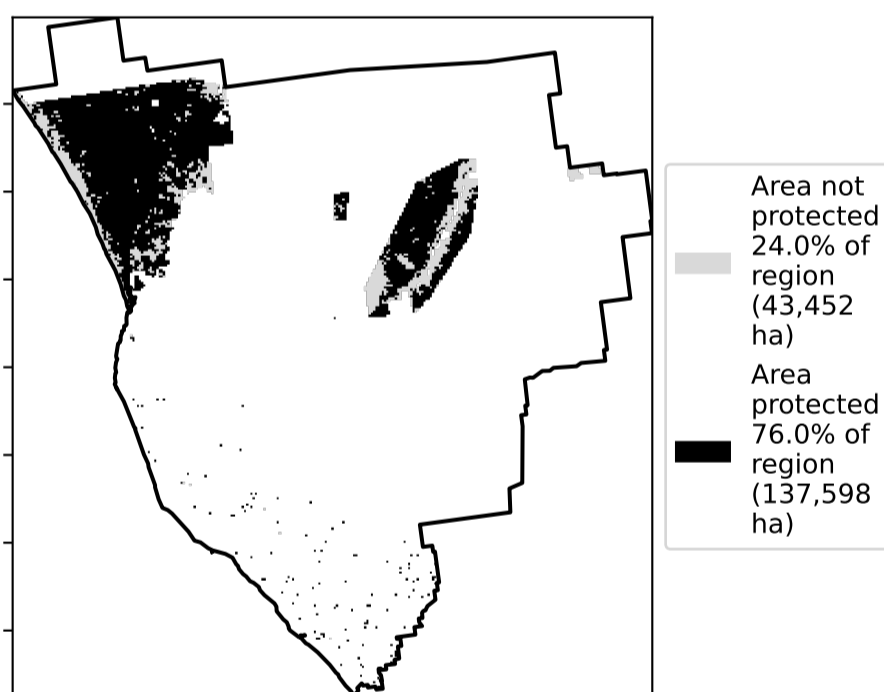 Area not
protected
24.0% of
region
(43,452
ha)
Area
protected
76.0% of
region
(137,598
ha)